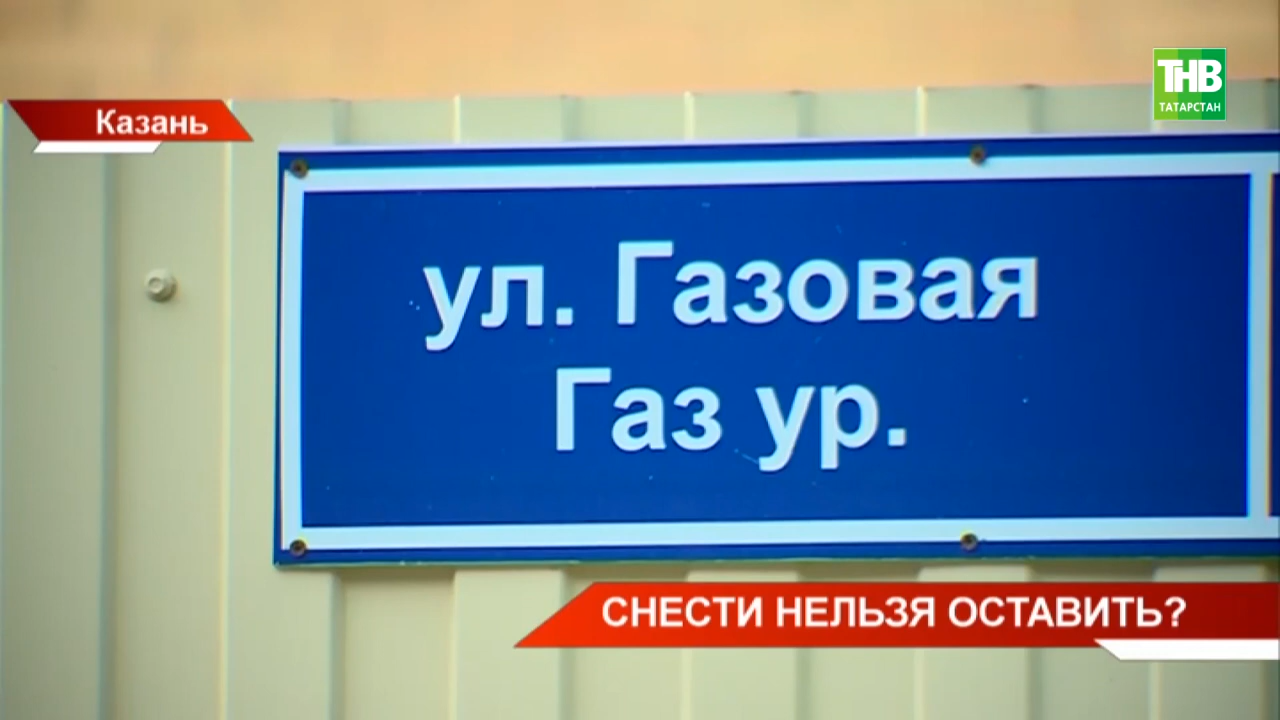 ТНВ
ТАТАРСТАН
Казань
ул. Газовая
Газ ур.
СНЕСТИ НЕЛЬЗЯ ОСТАВИТЬ?